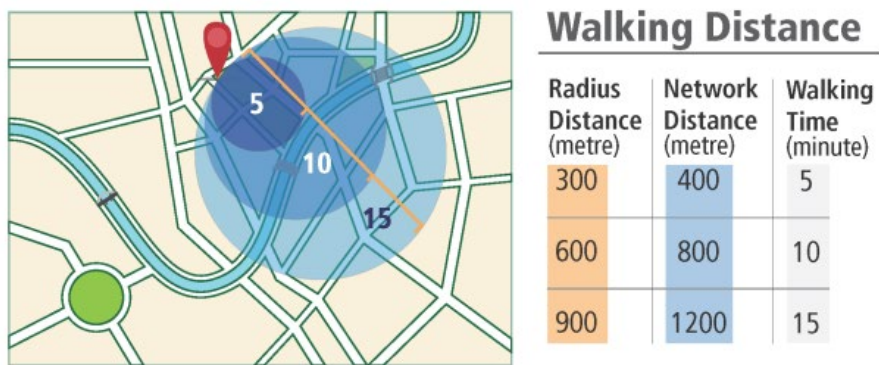 5
10
15
Walking Distance
Radius Distance (metre)
Network Distance (metre)
Walking Time (minute)
300 400 5
600 800 10
900 1200 15